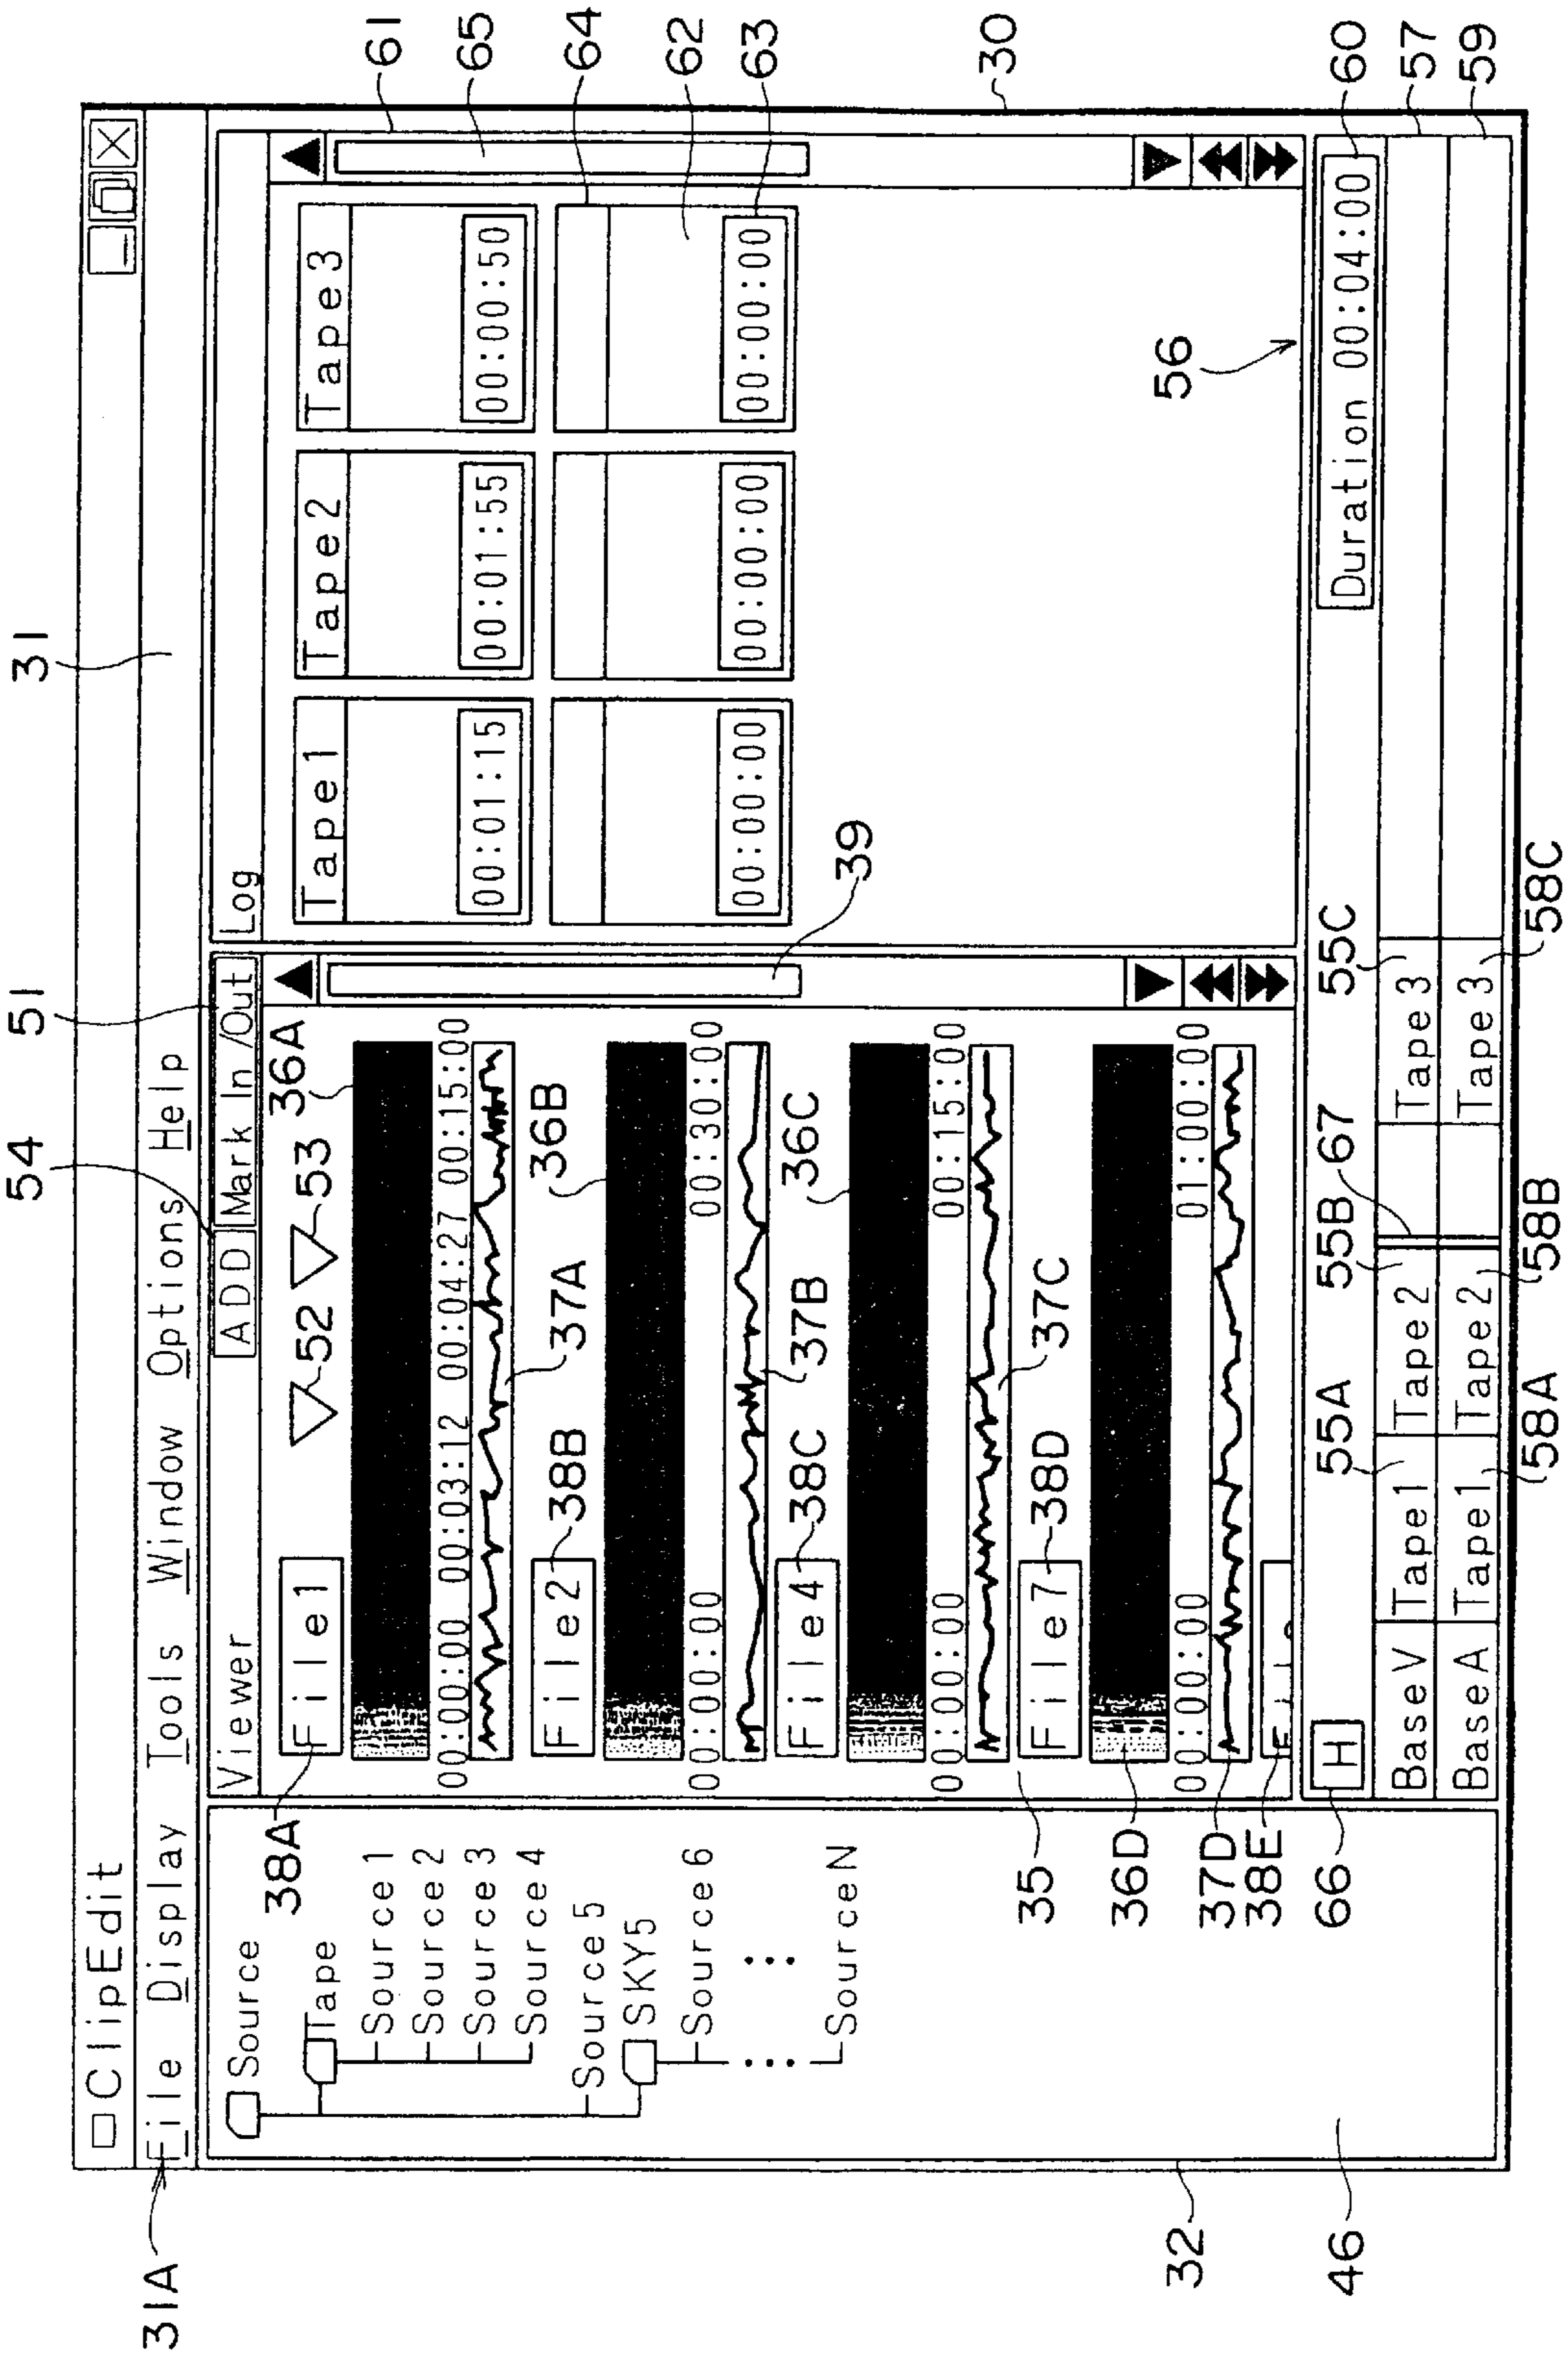 31
54
51
ClipEdit
31A
File Display Tools Window Options Help
Source
Tape
Source1
Source2
Source3
Source4
Source5
SKY5
Source6
SourceN
32
46
Viewer
ADD
Mark In/Out
38A
File1
52
53
36A
00:00:00 00:03:12 00:04:27 00:15:00
37A
File2
38B
36B
00:00:00 00:30:00
37B
File4
38C
36C
00:00:00 00:15:00
37C
35
File7
38D
36D
00:00:00 01:00:00
37D
38E
39
Log
61
65
64
62
63
30
Tape1 Tape2 Tape3
00:01:15 00:01:55 00:00:50
00:00:00 00:00:00 00:00:00
56
66
H
55A
55B
67
55C
Duration 00:04:00
60
BaseV Tape1 Tape2 Tape3
57
BaseA Tape1 Tape2 Tape3
59
58A
58B
58C